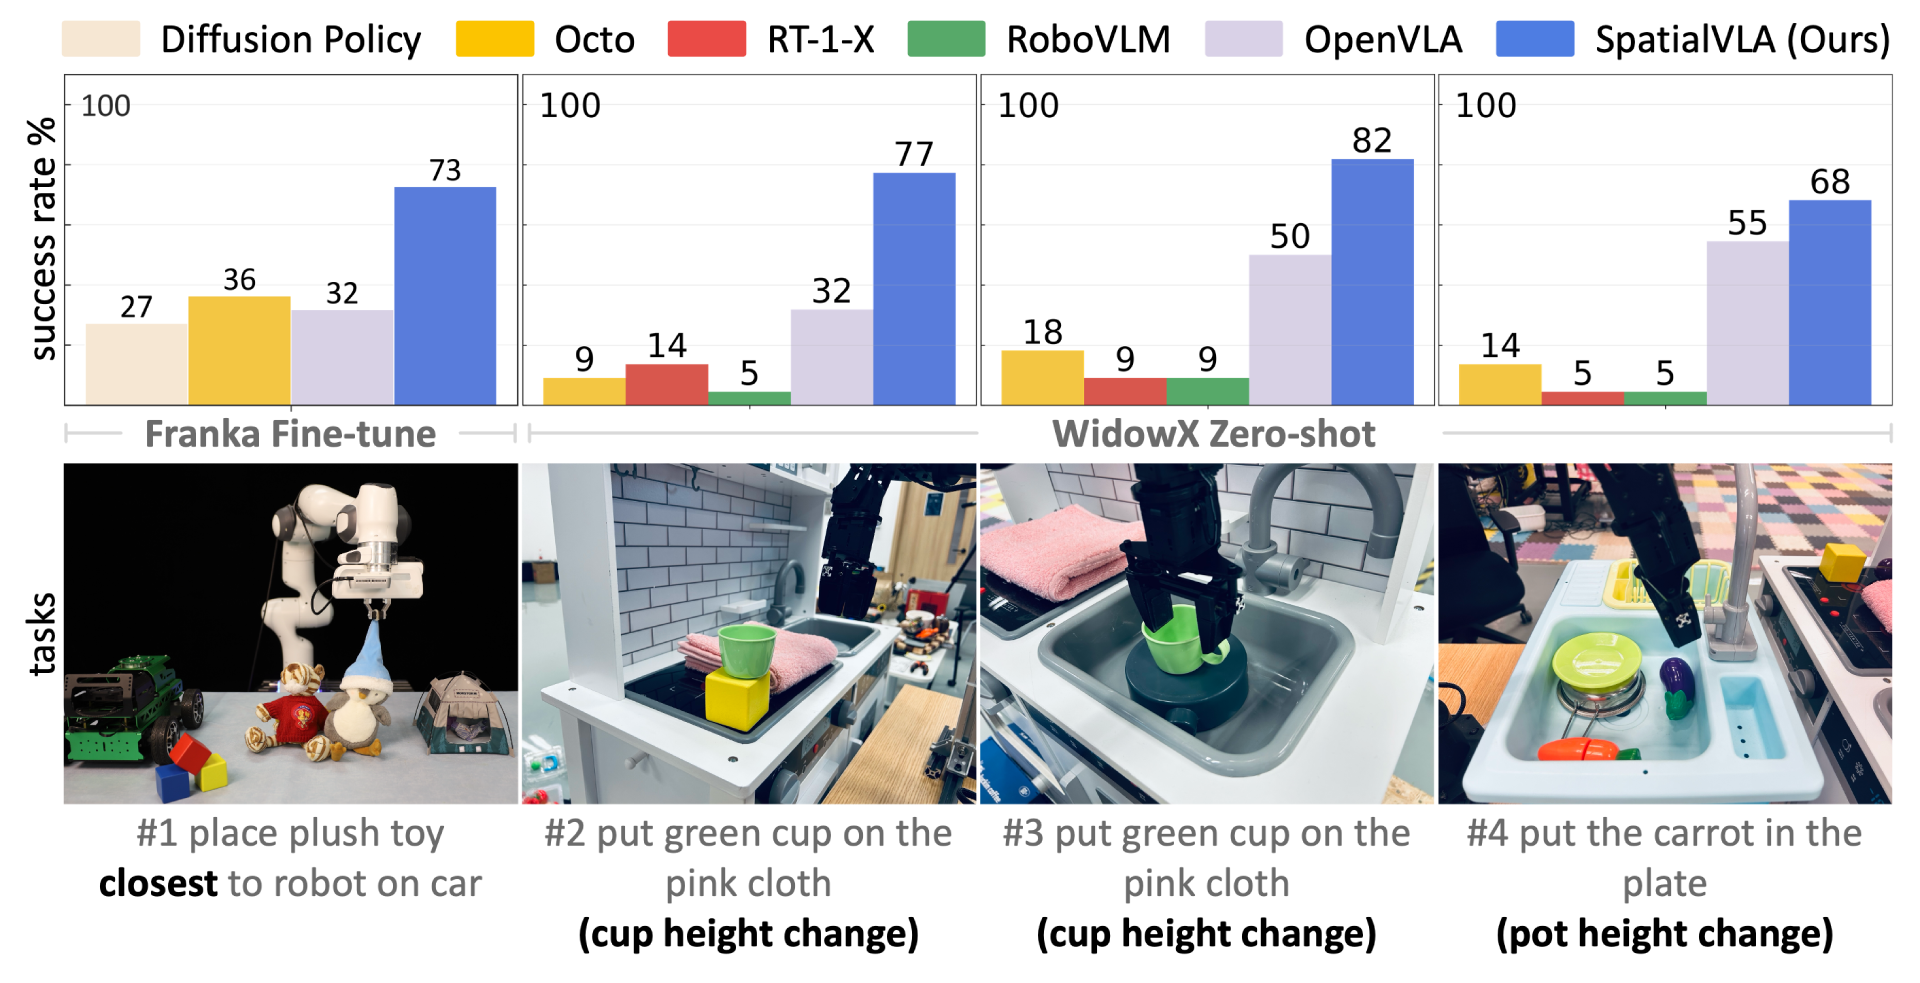 Diffusion Policy Octo RT-1-X RoboVLM OpenVLA SpatialVLA (Ours)
success rate %
100
27
36
32
73
100
9
14
5
32
77
100
18
9
9
50
82
100
14
5
5
55
68
Franka Fine-tune
WidowX Zero-shot
tasks
#1 place plush toy
closest to robot on car
#2 put green cup on the
pink cloth
(cup height change)
#3 put green cup on the
pink cloth
(cup height change)
#4 put the carrot in the
plate
(pot height change)